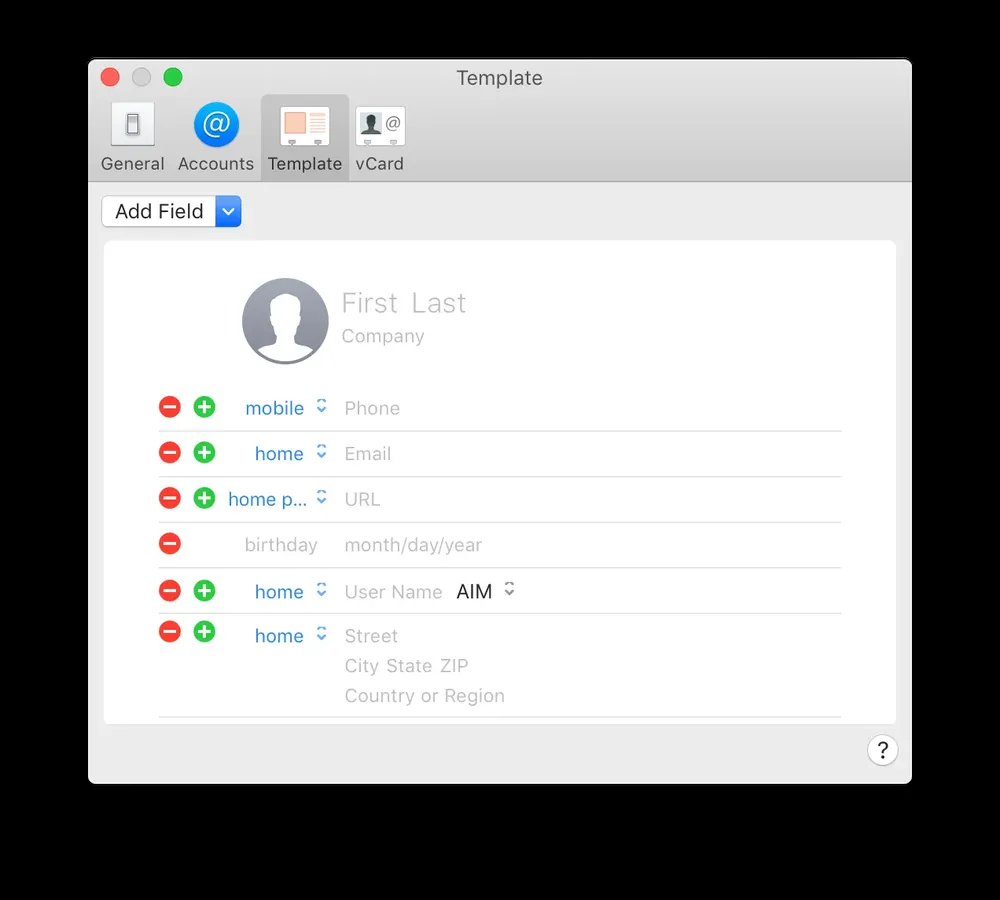 Template
General Accounts Template vCard
Add Field
First Last
Company
mobile Phone
home Email
home p... URL
birthday month/day/year
home User Name AIM
home Street
City State ZIP
Country or Region
?